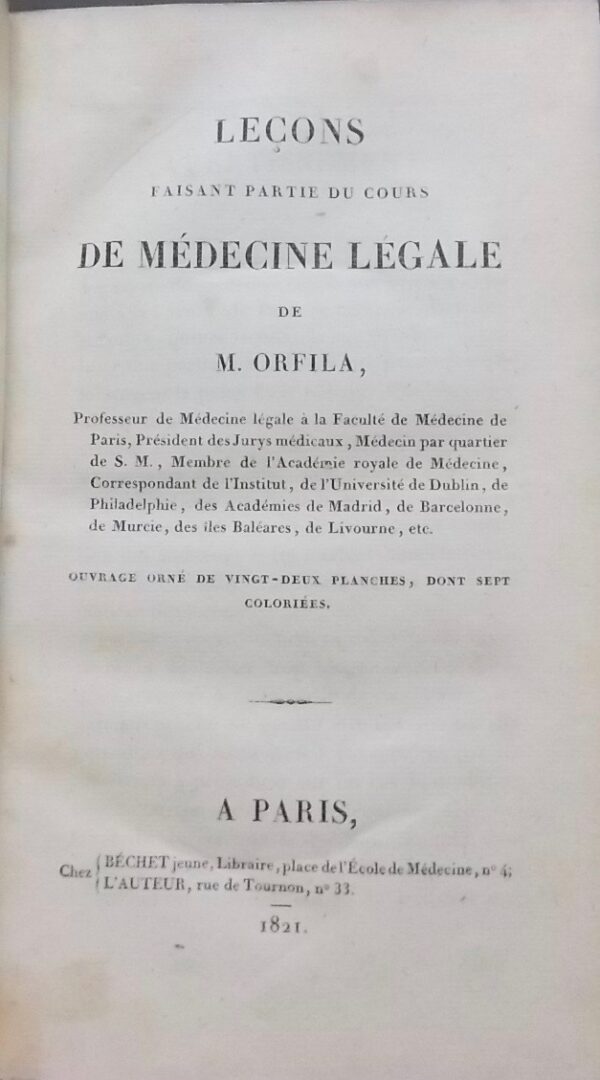 LEÇONS
FAISANT PARTIE DU COURS
DE MÉDECINE LÉGALE
DE
M. ORFILA,
Professeur de Médecine légale à la Faculté de Médecine de
Paris, Président des Jurys médicaux, Médecin par quartier
de S. M., Membre de l'Académie royale de Médecine,
Correspondant de l'Institut, de l'Université de Dublin, de
Philadelphie, des Académies de Madrid, de Barcelonne,
de Murcie, des îles Baléares, de Livourne, etc.
OUVRAGE ORNÉ DE VINGT-DEUX PLANCHES, DONT SEPT
COLORIÉES.
A PARIS,
Chez { BÉCHET jeune, Libraire, place de l'École de Médecine, nº 4;
L'AUTEUR, rue de Tournon, nº 33.
1821.